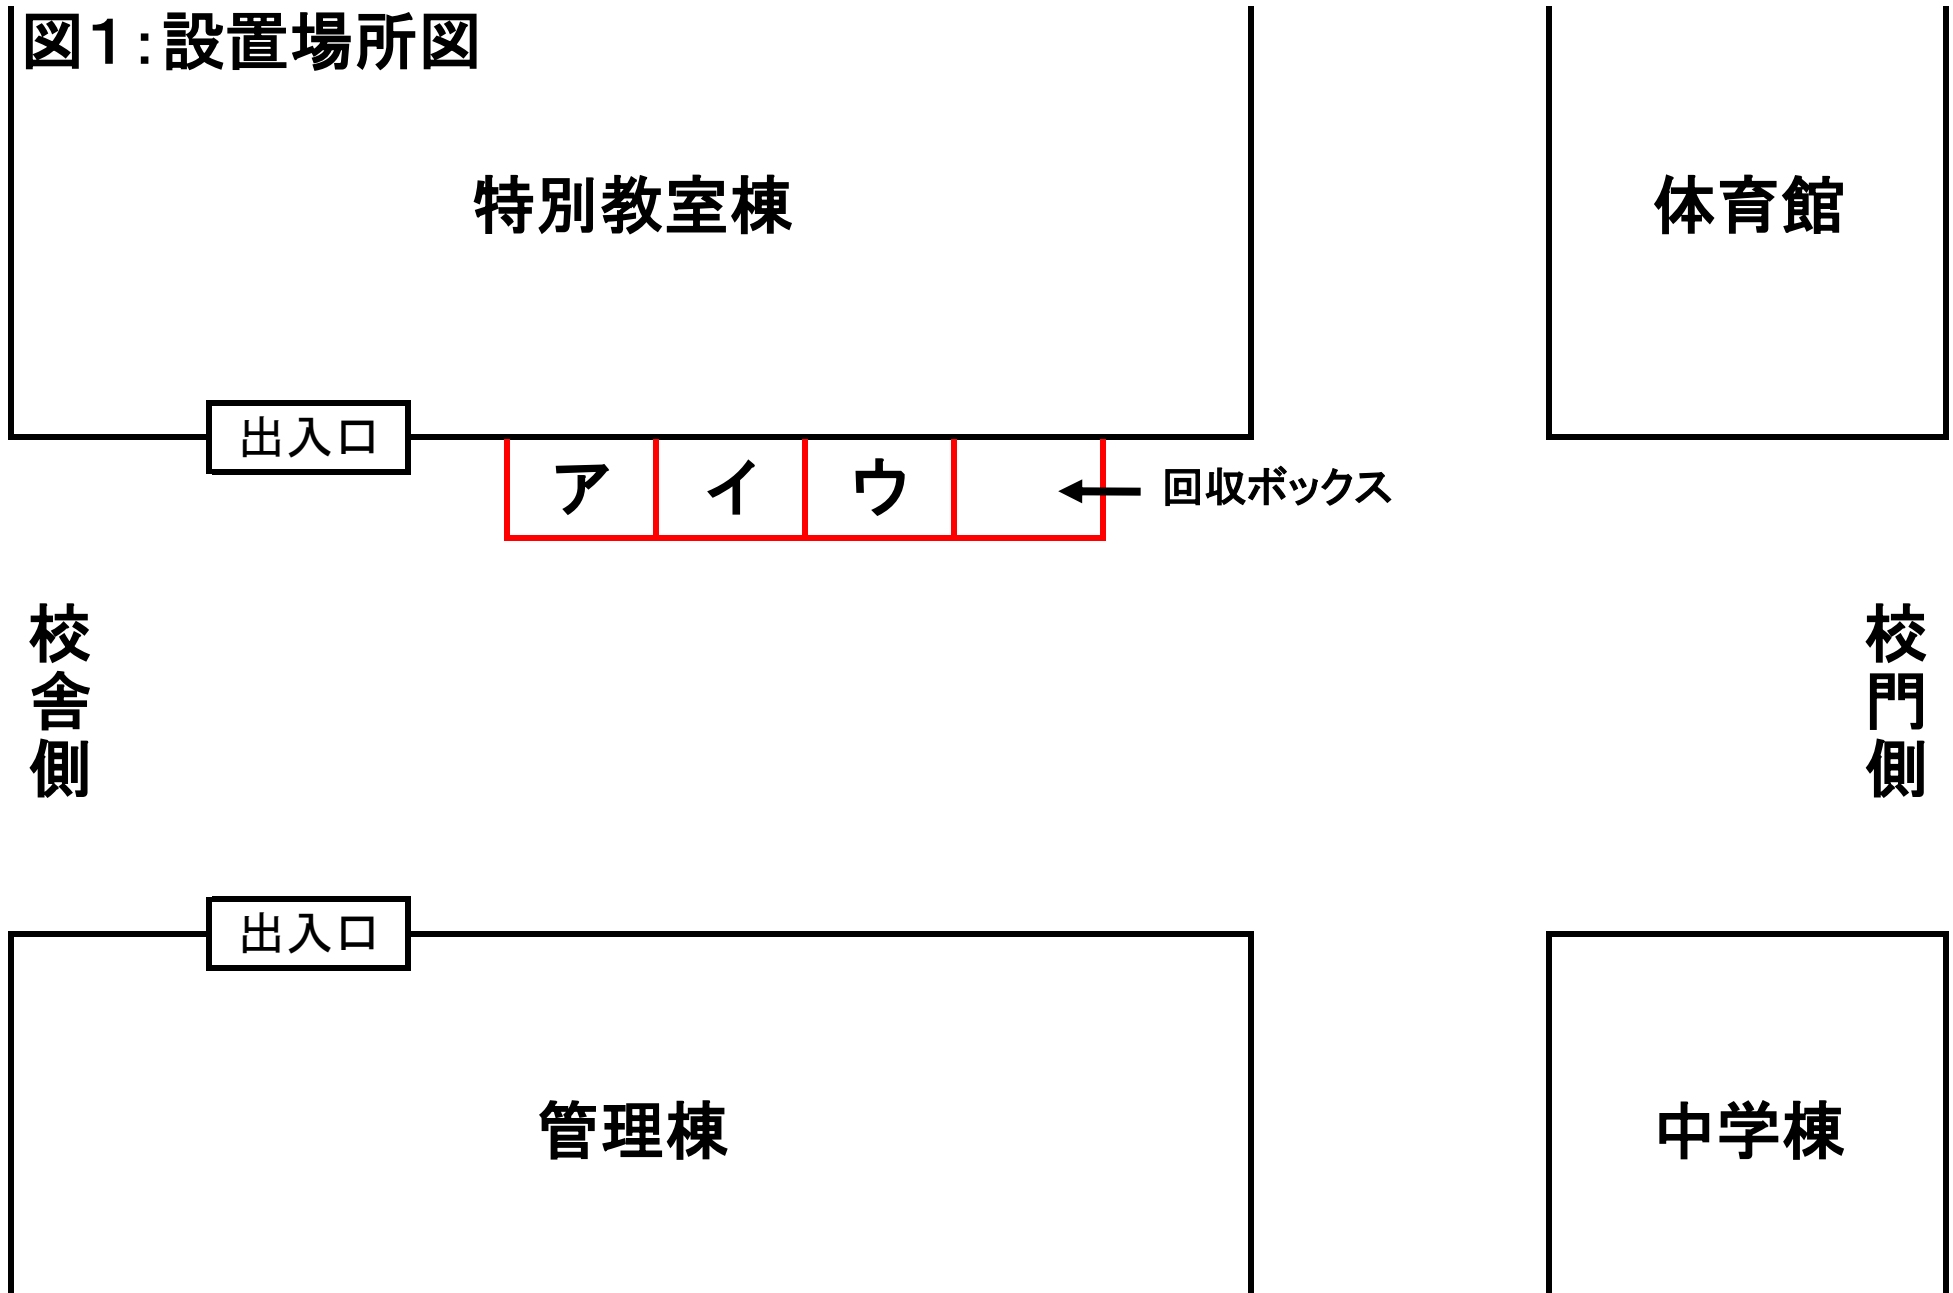 図1:設置場所図
特別教室棟
体育館
出入口
ア
イ
ウ
回収ボックス
校舎側
校門側
出入口
管理棟
中学棟